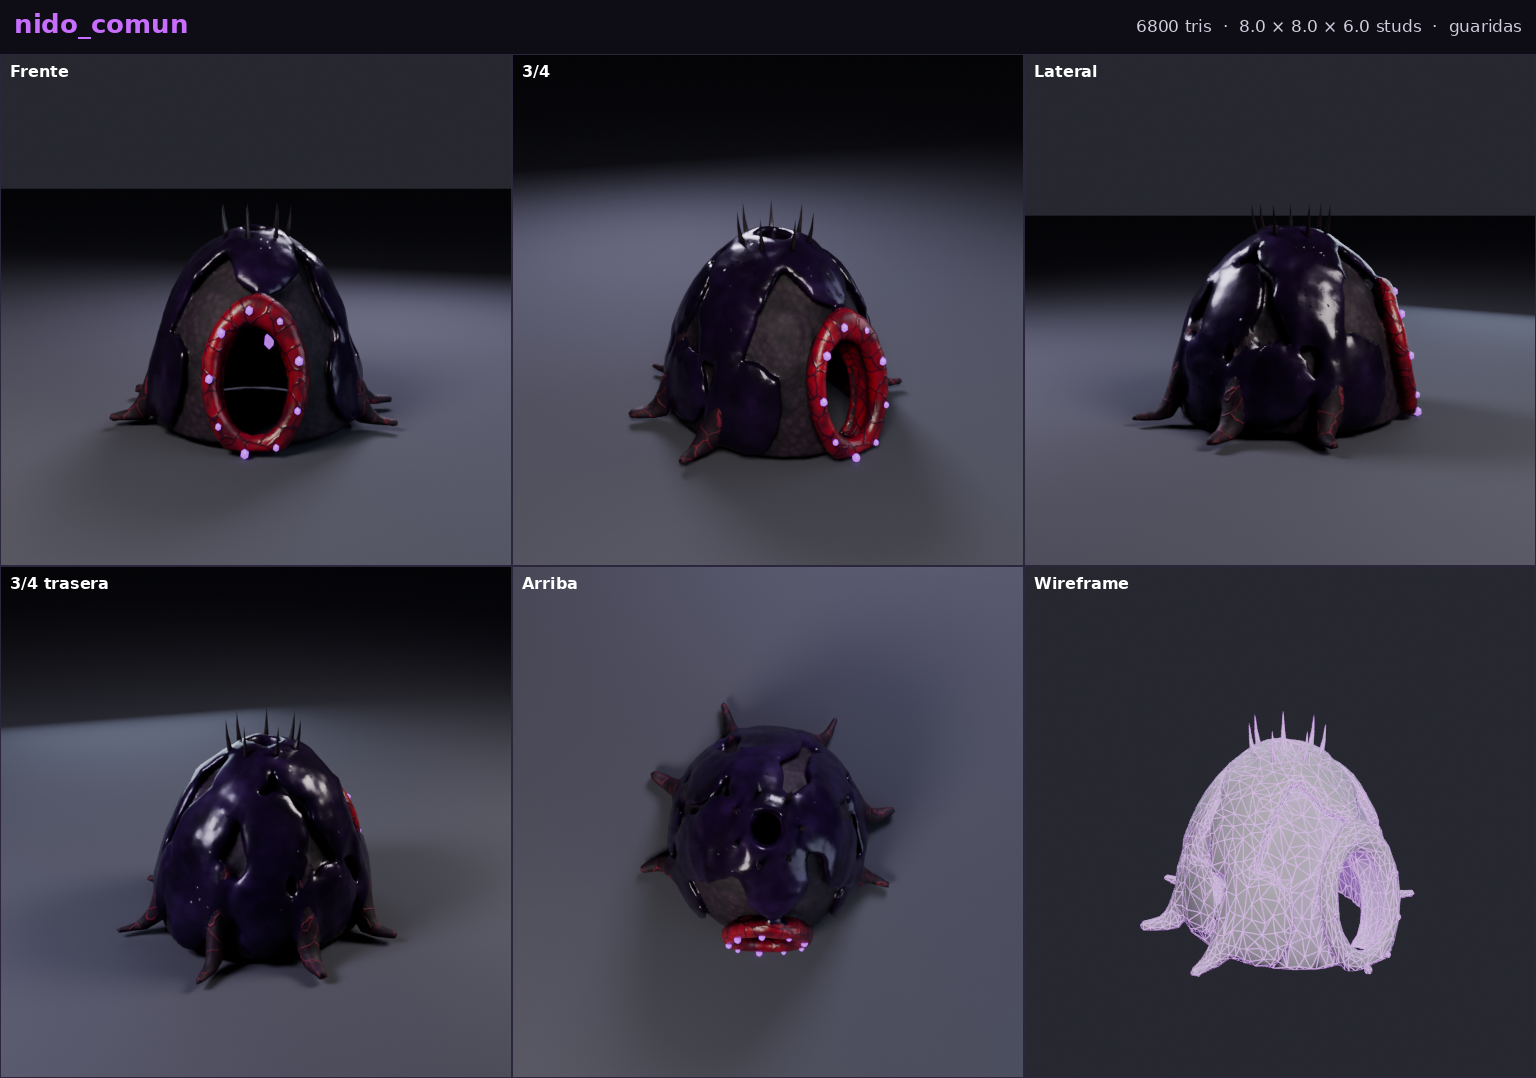 nido_comun
6800 tris · 8.0 × 8.0 × 6.0 studs · guaridas
Frente
3/4
Lateral
3/4 trasera
Arriba
Wireframe